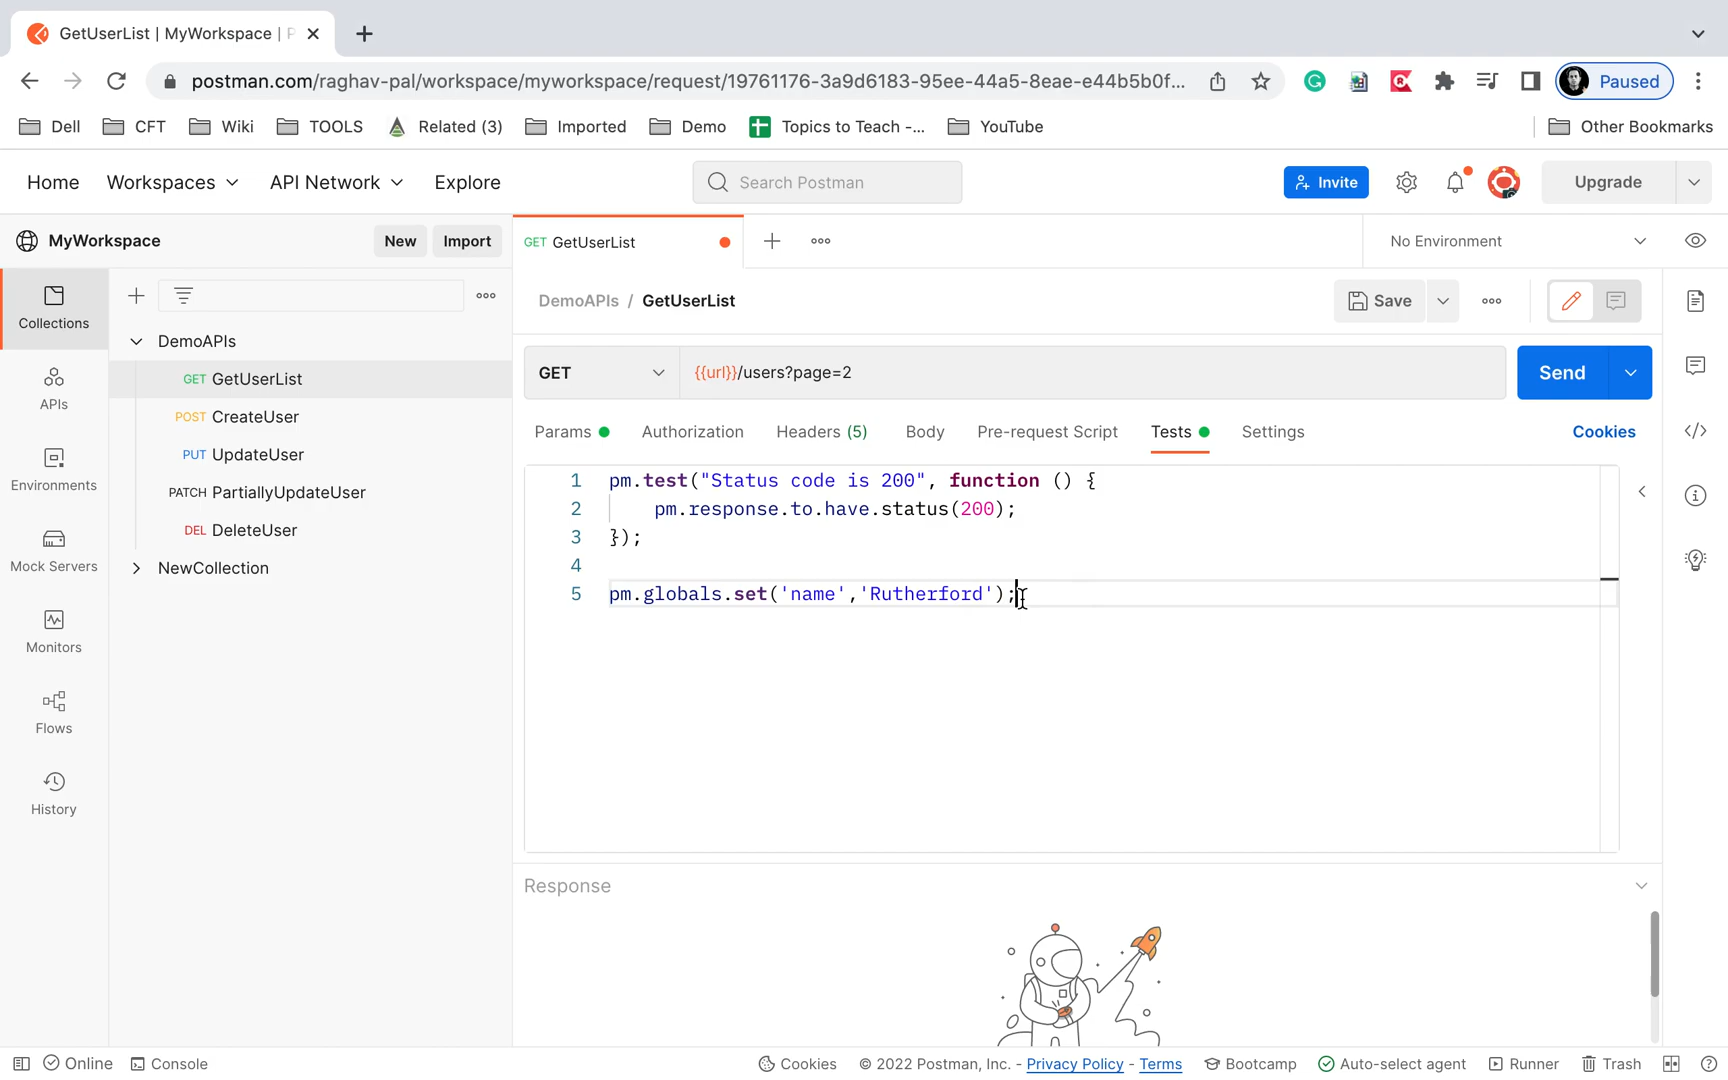 GetUserList | MyWorkspace | P
postman.com/raghav-pal/workspace/myworkspace/request/19761176-3a9d6183-95ee-44a5-8eae-e44b5b0f...
Paused
Dell
CFT
Wiki
TOOLS
Related (3)
Imported
Demo
Topics to Teach -...
YouTube
Other Bookmarks
Home
Workspaces
API Network
Explore
Search Postman
Invite
Upgrade
MyWorkspace
New
Import
GET GetUserList
No Environment
Collections
APIs
Environments
Mock Servers
Monitors
Flows
History
DemoAPIs
GET GetUserList
POST CreateUser
PUT UpdateUser
PATCH PartiallyUpdateUser
DEL DeleteUser
NewCollection
DemoAPIs / GetUserList
Save
GET
{{url}}/users?page=2
Send
Params
Authorization
Headers (5)
Body
Pre-request Script
Tests
Settings
Cookies
1 pm.test("Status code is 200", function () {
2 pm.response.to.have.status(200);
3 });
4
5 pm.globals.set('name','Rutherford');
Response
Online
Console
Cookies
© 2022 Postman, Inc. - Privacy Policy - Terms
Bootcamp
Auto-select agent
Runner
Trash